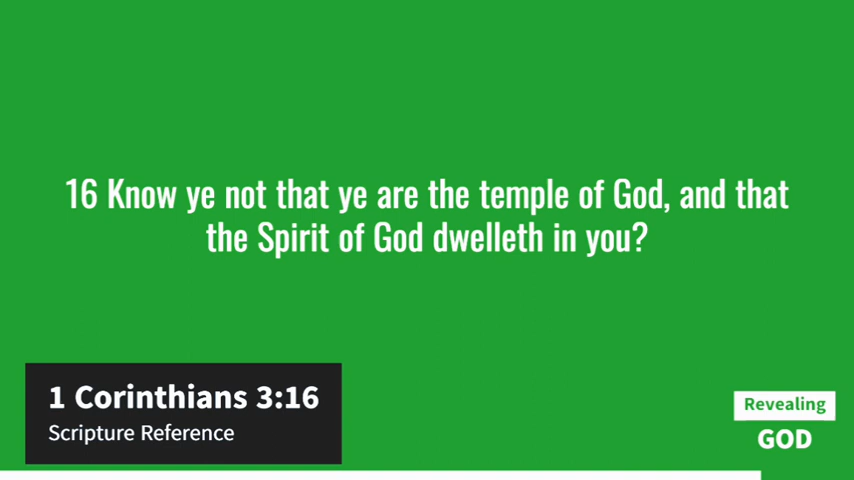 16 Know ye not that ye are the temple of God, and that
the Spirit of God dwelleth in you?
1 Corinthians 3:16
Scripture Reference
Revealing
GOD